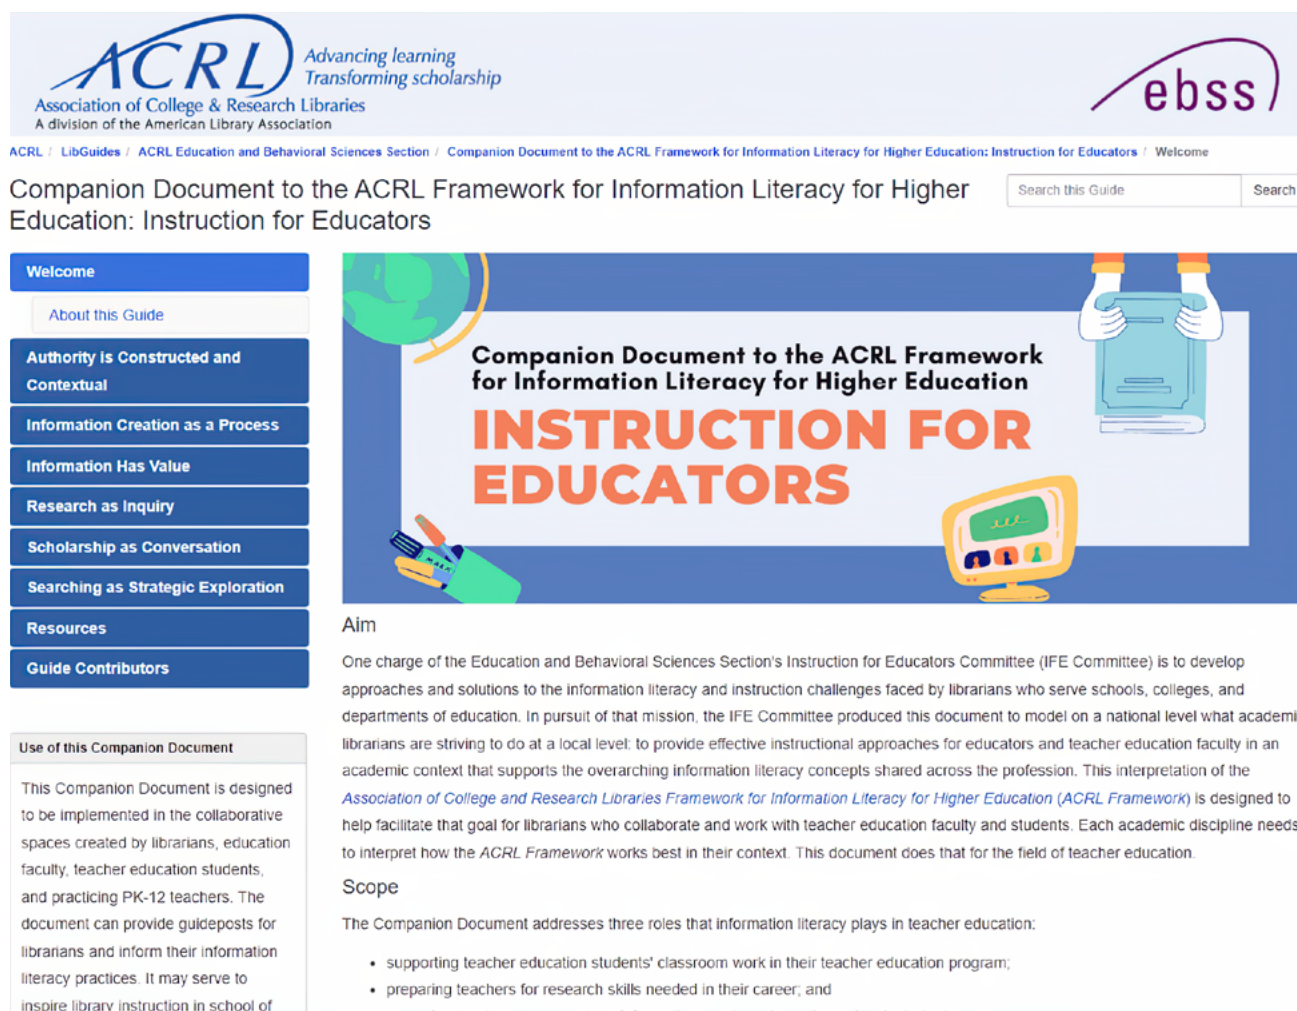 ACRL
Advancing learning
Transforming scholarship
Association of College & Research Libraries
A division of the American Library Association
ebss
ACRL / LibGuides / ACRL Education and Behavioral Sciences Section / Companion Document to the ACRL Framework for Information Literacy for Higher Education: Instruction for Educators / Welcome
Companion Document to the ACRL Framework for Information Literacy for Higher
Education: Instruction for Educators
Search this Guide
Search
Welcome
About this Guide
Authority is Constructed and
Contextual
Information Creation as a Process
Information Has Value
Research as Inquiry
Scholarship as Conversation
Searching as Strategic Exploration
Resources
Guide Contributors
Use of this Companion Document
This Companion Document is designed
to be implemented in the collaborative
spaces created by librarians, education
faculty, teacher education students,
and practicing PK-12 teachers. The
document can provide guideposts for
librarians and inform their information
literacy practices. It may serve to
inspire library instruction in school of
Companion Document to the ACRL Framework
for Information Literacy for Higher Education
INSTRUCTION FOR
EDUCATORS
Aim
One charge of the Education and Behavioral Sciences Section's Instruction for Educators Committee (IFE Committee) is to develop
approaches and solutions to the information literacy and instruction challenges faced by librarians who serve schools, colleges, and
departments of education. In pursuit of that mission, the IFE Committee produced this document to model on a national level what academi
librarians are striving to do at a local level: to provide effective instructional approaches for educators and teacher education faculty in an
academic context that supports the overarching information literacy concepts shared across the profession. This interpretation of the
Association of College and Research Libraries Framework for Information Literacy for Higher Education (ACRL Framework) is designed to
help facilitate that goal for librarians who collaborate and work with teacher education faculty and students. Each academic discipline needs
to interpret how the ACRL Framework works best in their context. This document does that for the field of teacher education.
Scope
The Companion Document addresses three roles that information literacy plays in teacher education:
• supporting teacher education students' classroom work in their teacher education program;
• preparing teachers for research skills needed in their career; and